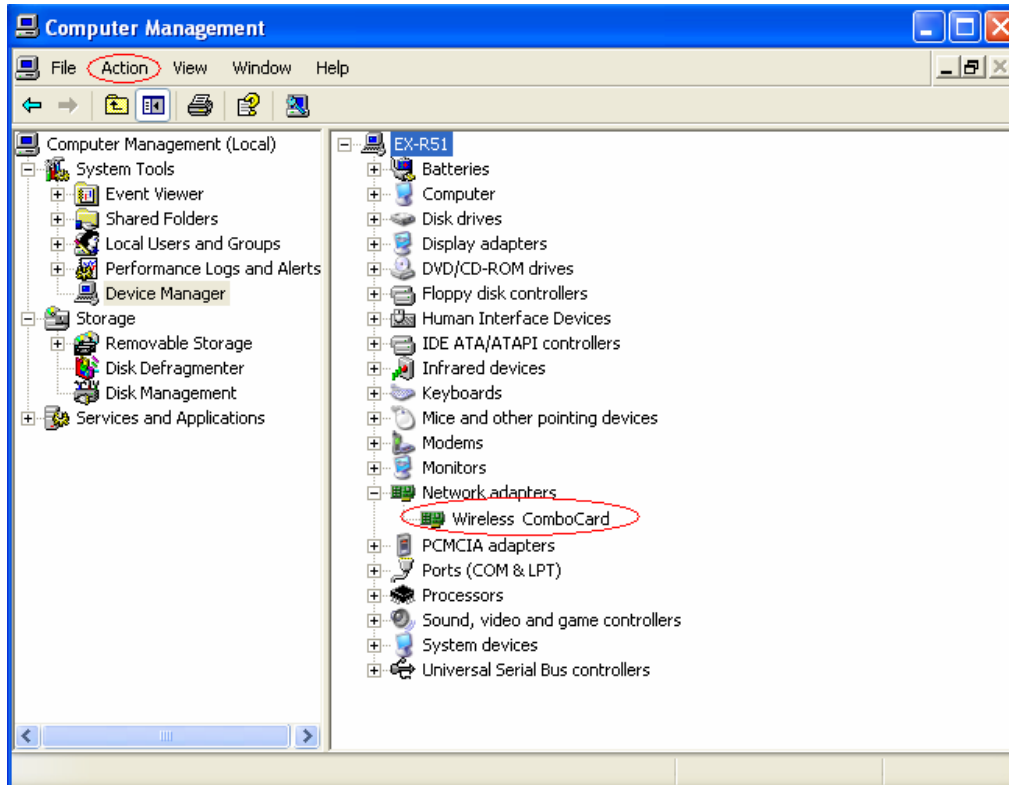 Computer Management
File Action View Window Help
Computer Management (Local)
System Tools
Event Viewer
Shared Folders
Local Users and Groups
Performance Logs and Alerts
Device Manager
Storage
Removable Storage
Disk Defragmenter
Disk Management
Services and Applications
EX-R51
Batteries
Computer
Disk drives
Display adapters
DVD/CD-ROM drives
Floppy disk controllers
Human Interface Devices
IDE ATA/ATAPI controllers
Infrared devices
Keyboards
Mice and other pointing devices
Modems
Monitors
Network adapters
Wireless ComboCard
PCMCIA adapters
Ports (COM & LPT)
Processors
Sound, video and game controllers
System devices
Universal Serial Bus controllers